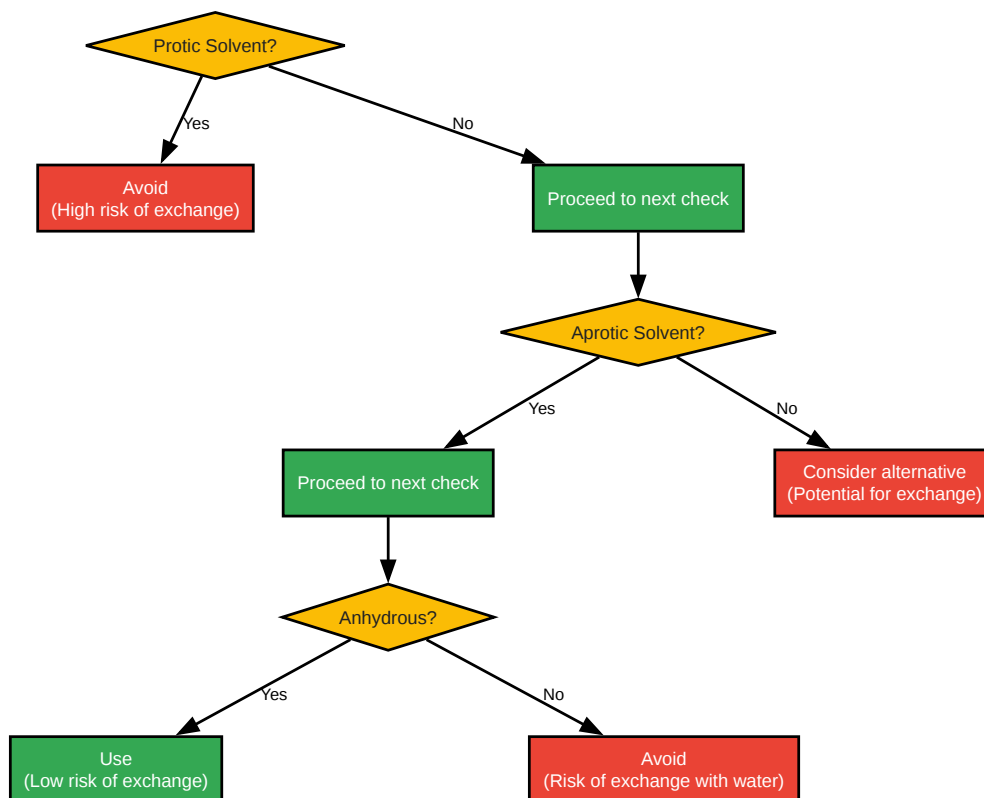 Protic Solvent?
Yes
No
Avoid
(High risk of exchange)
Proceed to next check
Aprotic Solvent?
Yes
No
Proceed to next check
Consider alternative
(Potential for exchange)
Anhydrous?
Yes
No
Use
(Low risk of exchange)
Avoid
(Risk of exchange with water)